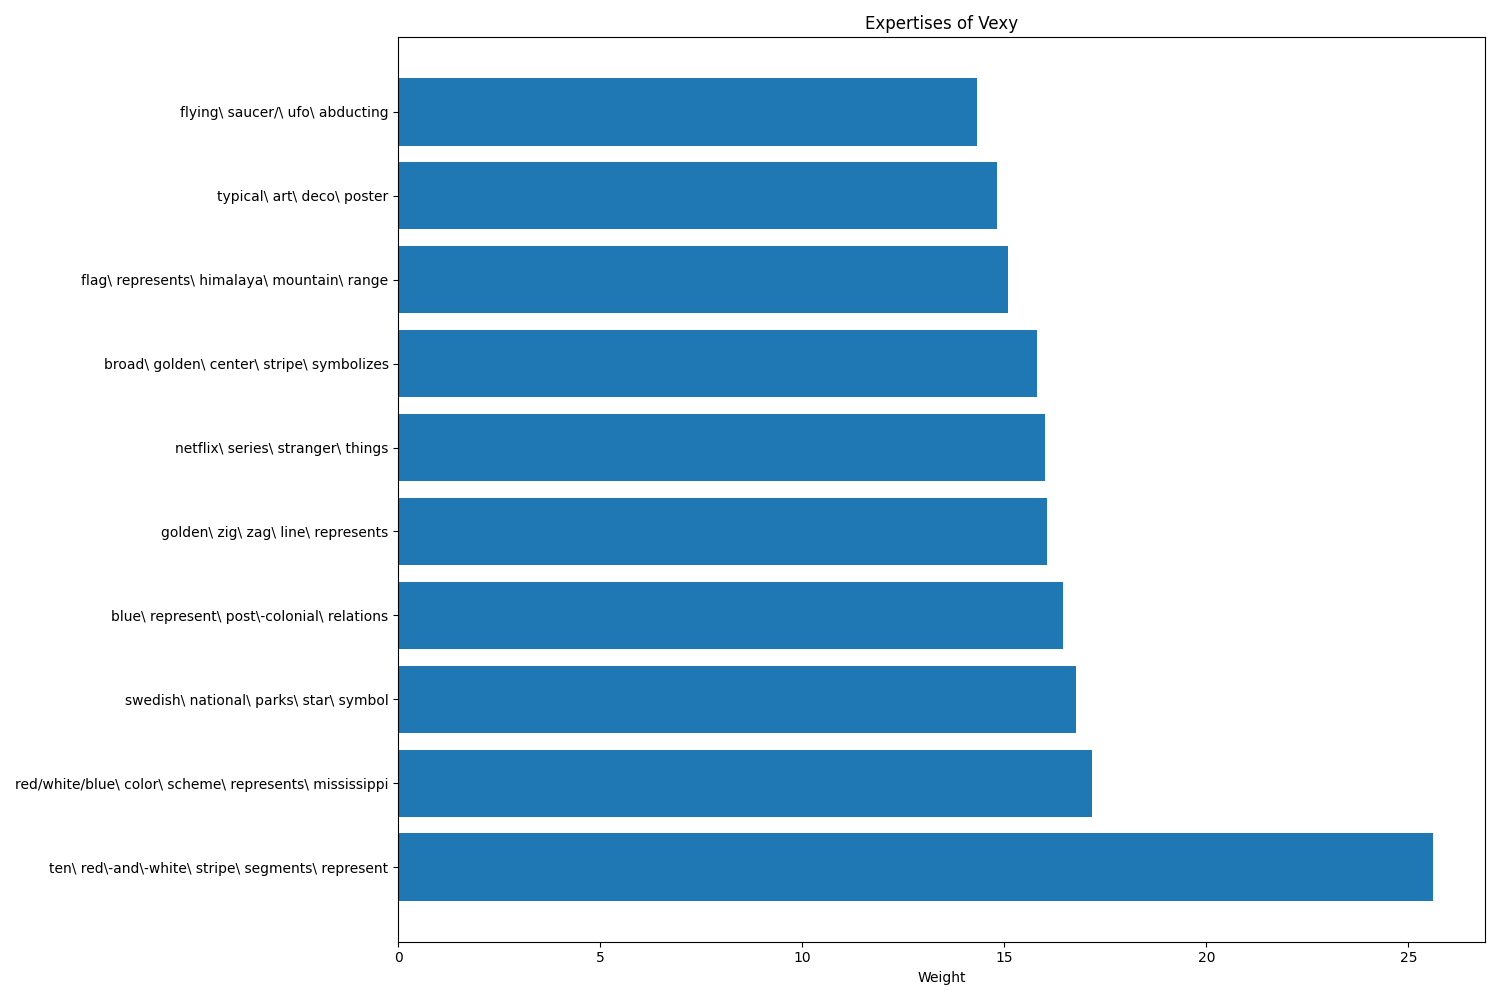 Expertises of Vexy
flying\ saucer/\ ufo\ abducting
typical\ art\ deco\ poster
flag\ represents\ himalaya\ mountain\ range
broad\ golden\ center\ stripe\ symbolizes
netflix\ series\ stranger\ things
golden\ zig\ zag\ line\ represents
blue\ represent\ post\-colonial\ relations
swedish\ national\ parks\ star\ symbol
red/white/blue\ color\ scheme\ represents\ mississippi
ten\ red\-and\-white\ stripe\ segments\ represent
0 5 10 15 20 25
Weight